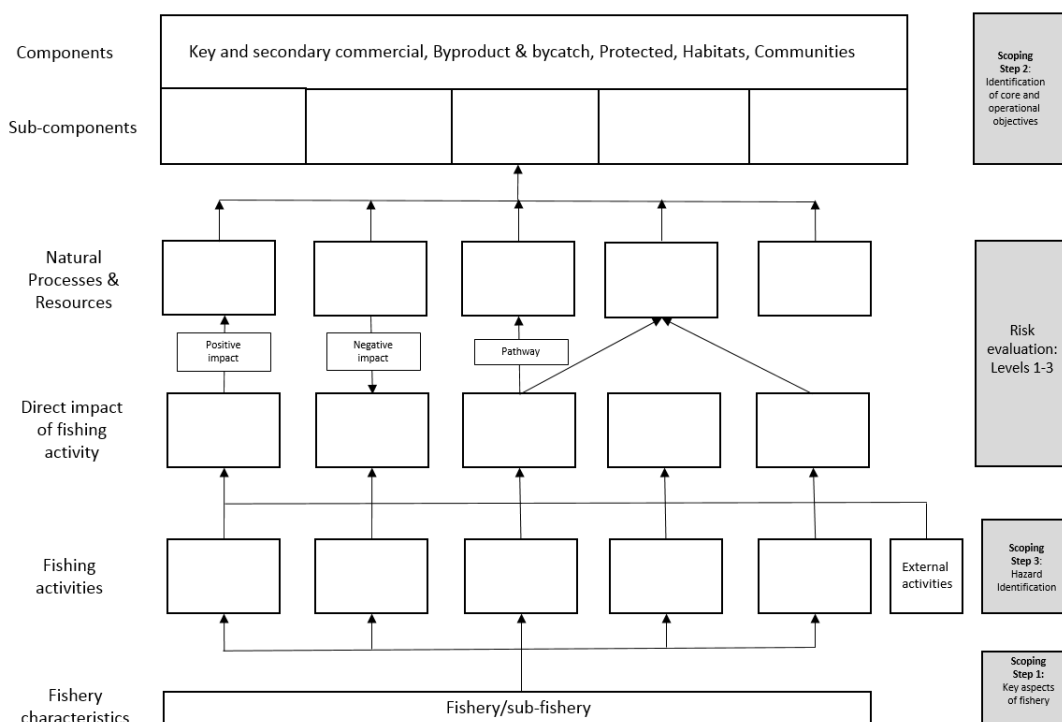 Components
Key and secondary commercial, Byproduct & bycatch, Protected, Habitats, Communities
Scoping
Step 2:
Identification
of core and
operational
objectives
Sub-components
Natural
Processes &
Resources
Positive
impact
Negative
impact
Pathway
Risk
evaluation:
Levels 1-3
Direct impact
of fishing
activity
Fishing
activities
External
activities
Scoping
Step 3:
Hazard
Identification
Fishery
characteristics
Fishery/sub-fishery
Scoping
Step 1:
Key aspects
of fishery